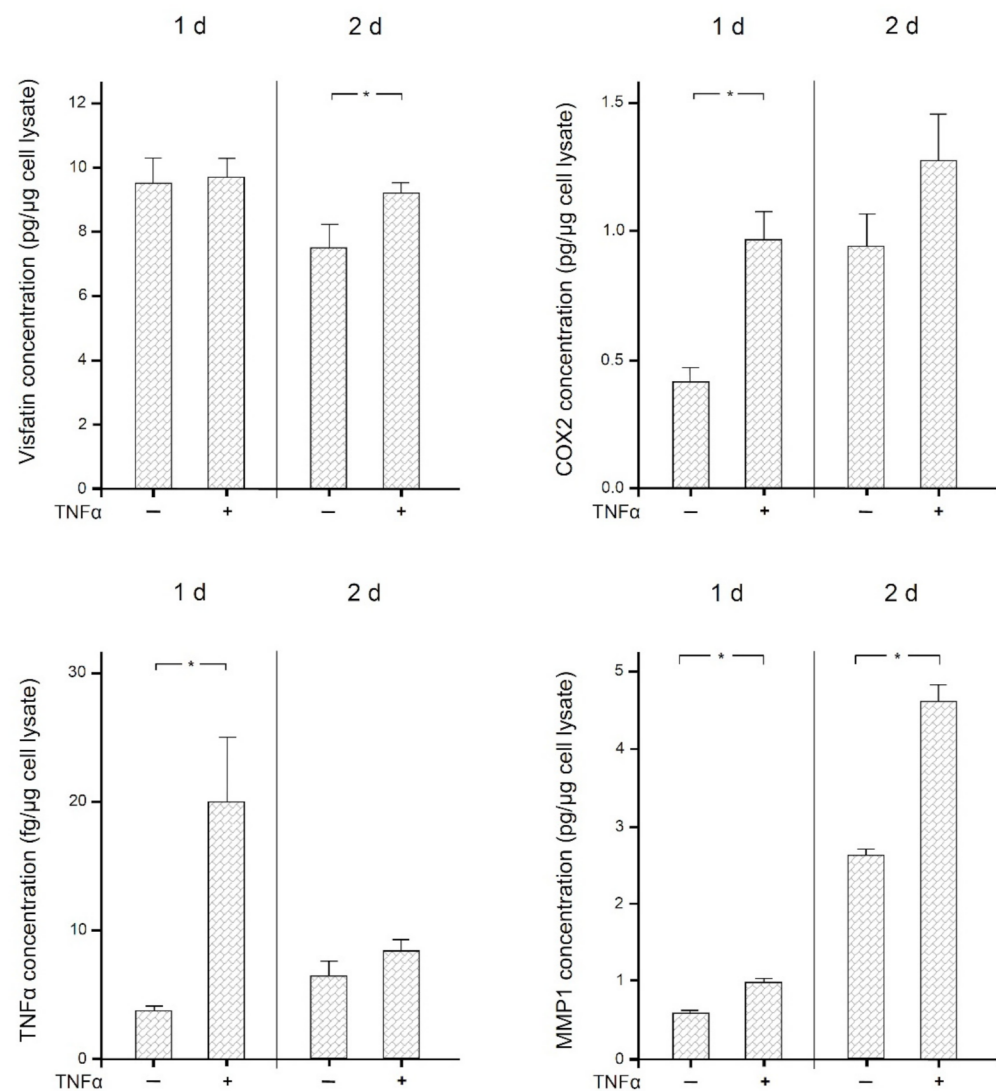 1 d 2 d
Visfatin concentration (pg/µg cell lysate)
12
10
8
6
4
2
0
*
TNFα – + – +
1 d 2 d
COX2 concentration (pg/µg cell lysate)
1.5
1.0
0.5
0.0
*
TNFα – + – +
1 d 2 d
TNFα concentration (fg/µg cell lysate)
30
20
10
0
*
TNFα – + – +
1 d 2 d
MMP1 concentration (pg/µg cell lysate)
5
4
3
2
1
0
* *
TNFα – + – +